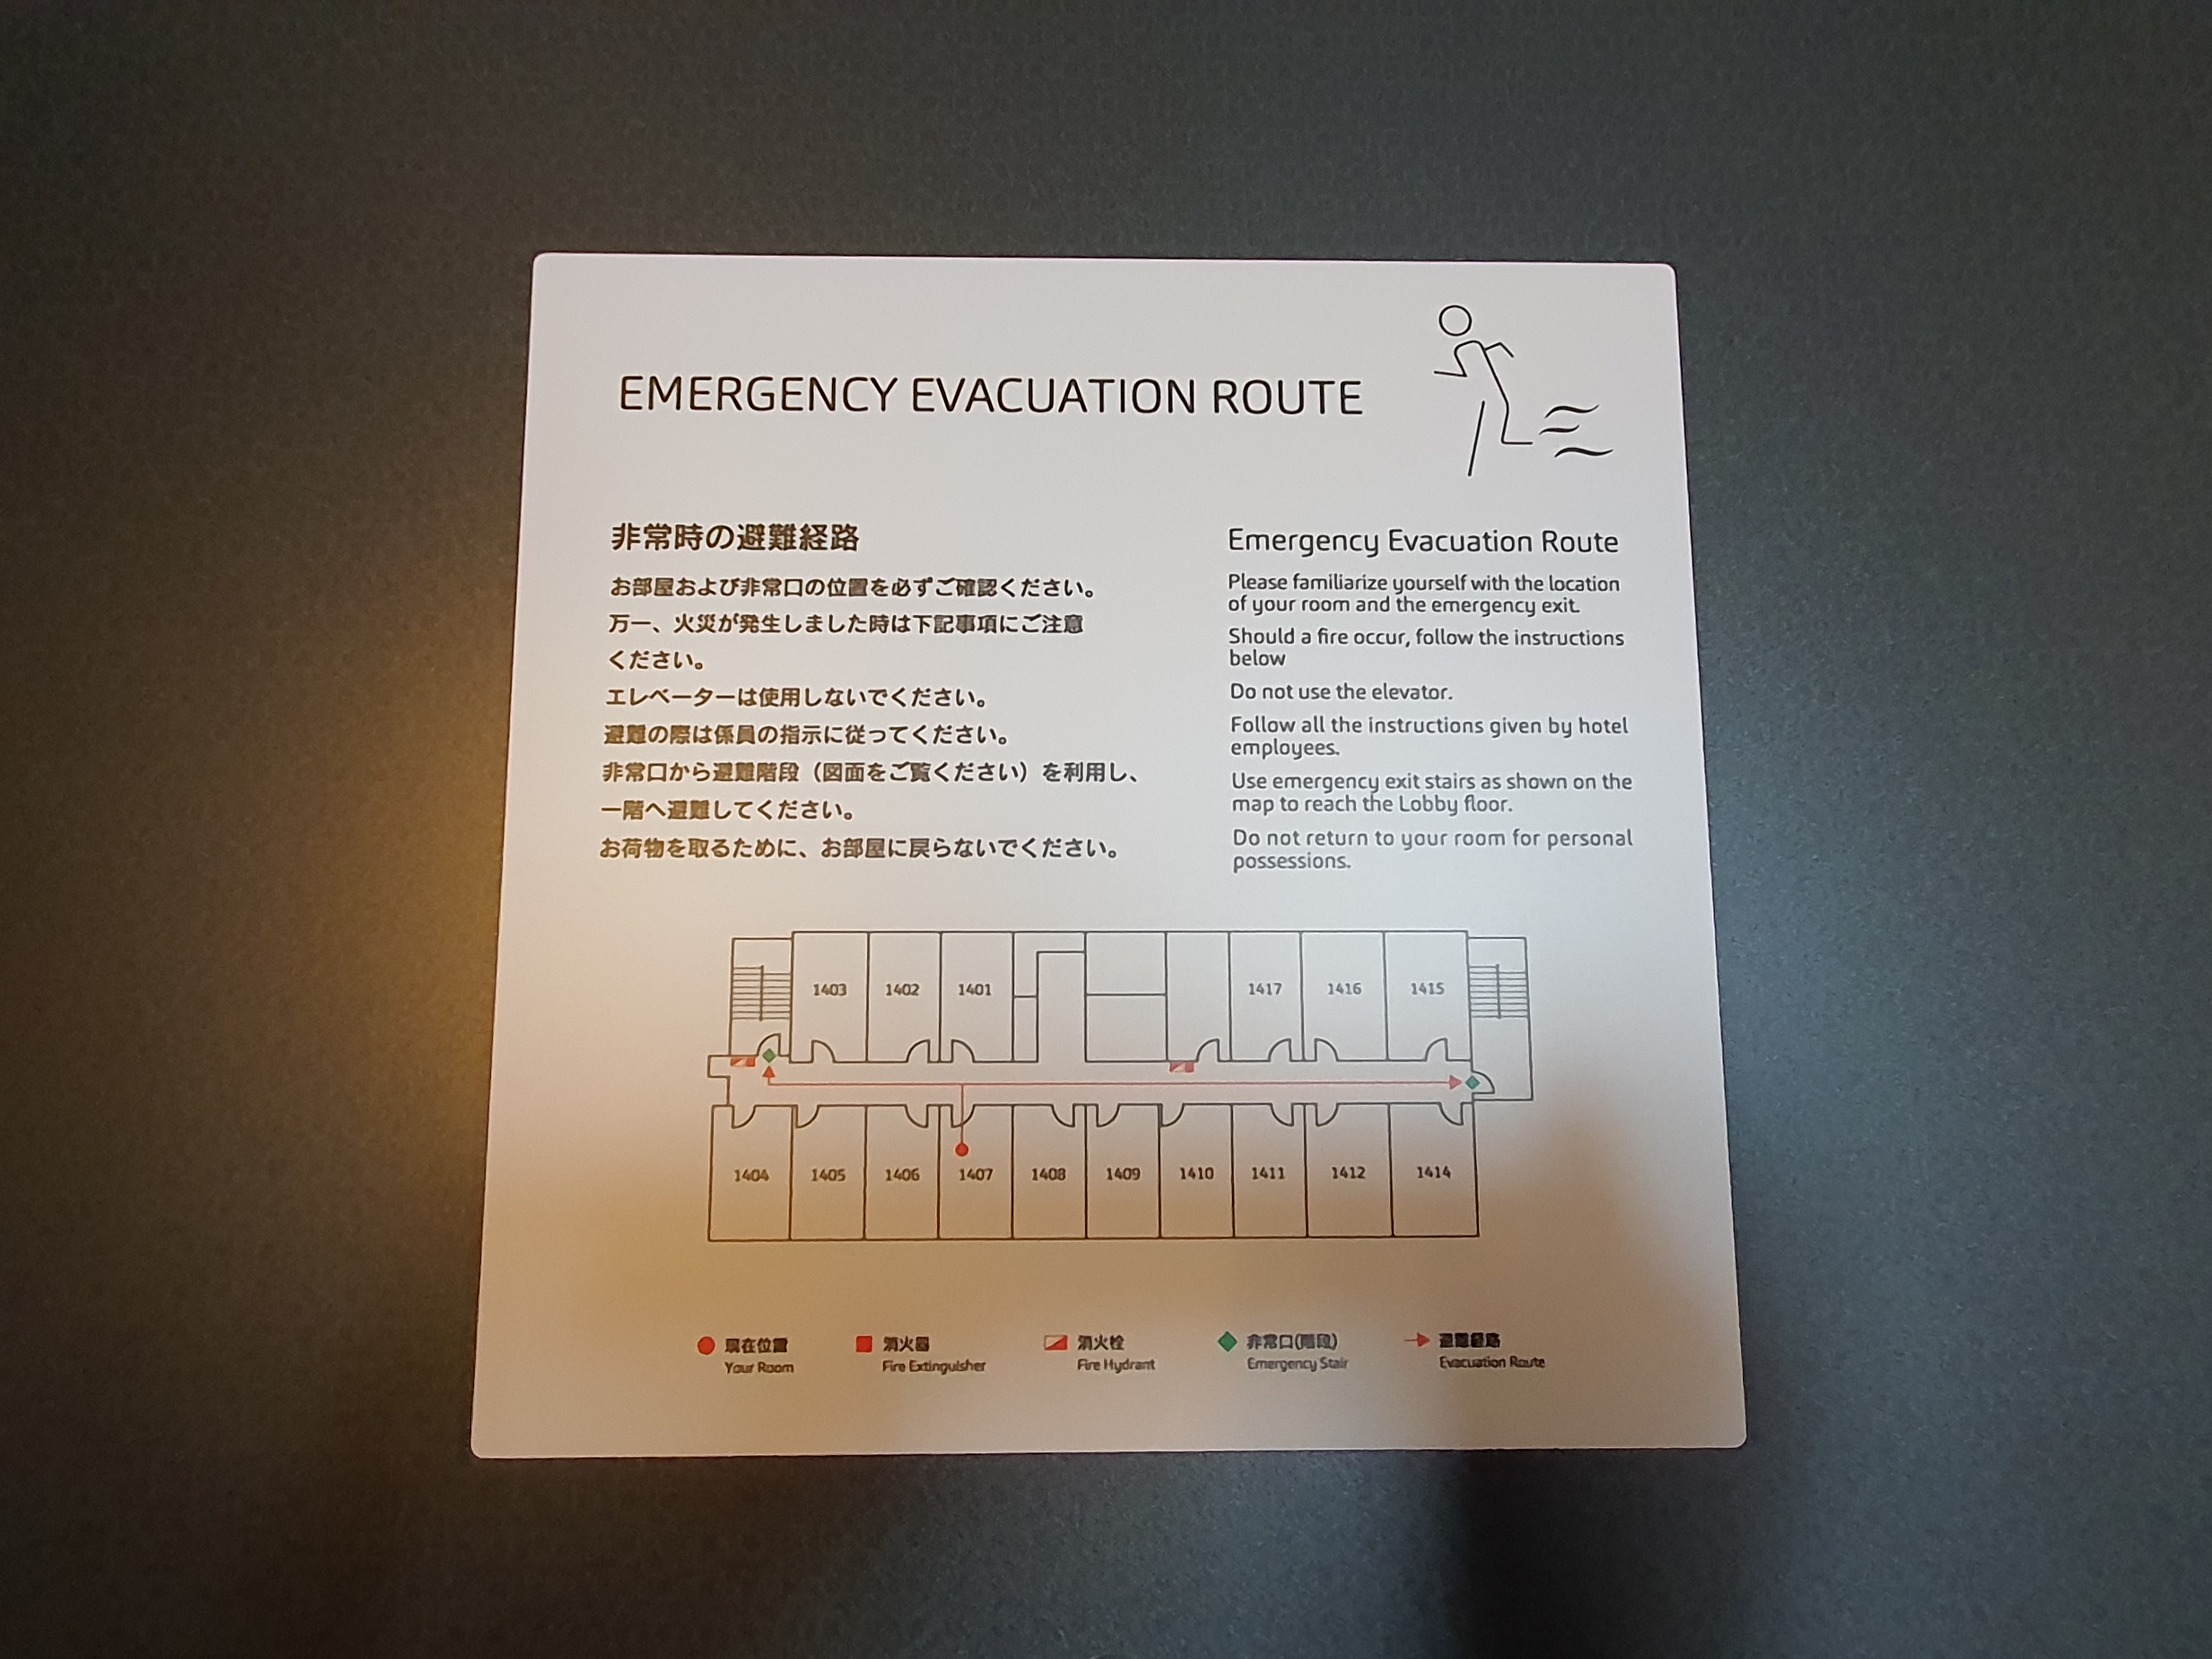 EMERGENCY EVACUATION ROUTE
非常時の避難経路
お部屋および非常口の位置を必ずご確認ください。
万一、火災が発生しました時は下記事項にご注意
ください。
エレベーターは使用しないでください。
避難の際は係員の指示に従ってください。
非常口から避難階段（図面をご覧ください）を利用し、
一階へ避難してください。
お荷物を取るために、お部屋に戻らないでください。
Emergency Evacuation Route
Please familiarize yourself with the location
of your room and the emergency exit.
Should a fire occur, follow the instructions
below
Do not use the elevator.
Follow all the instructions given by hotel
employees.
Use emergency exit stairs as shown on the
map to reach the Lobby floor.
Do not return to your room for personal
possessions.
1403 1402 1401 1417 1416 1415
1404 1405 1406 1407 1408 1409 1410 1411 1412 1414
現在位置 消火器 消火栓 非常口(階段) 避難経路
Your Room Fire Extinguisher Fire Hydrant Emergency Stair Evacuation Route